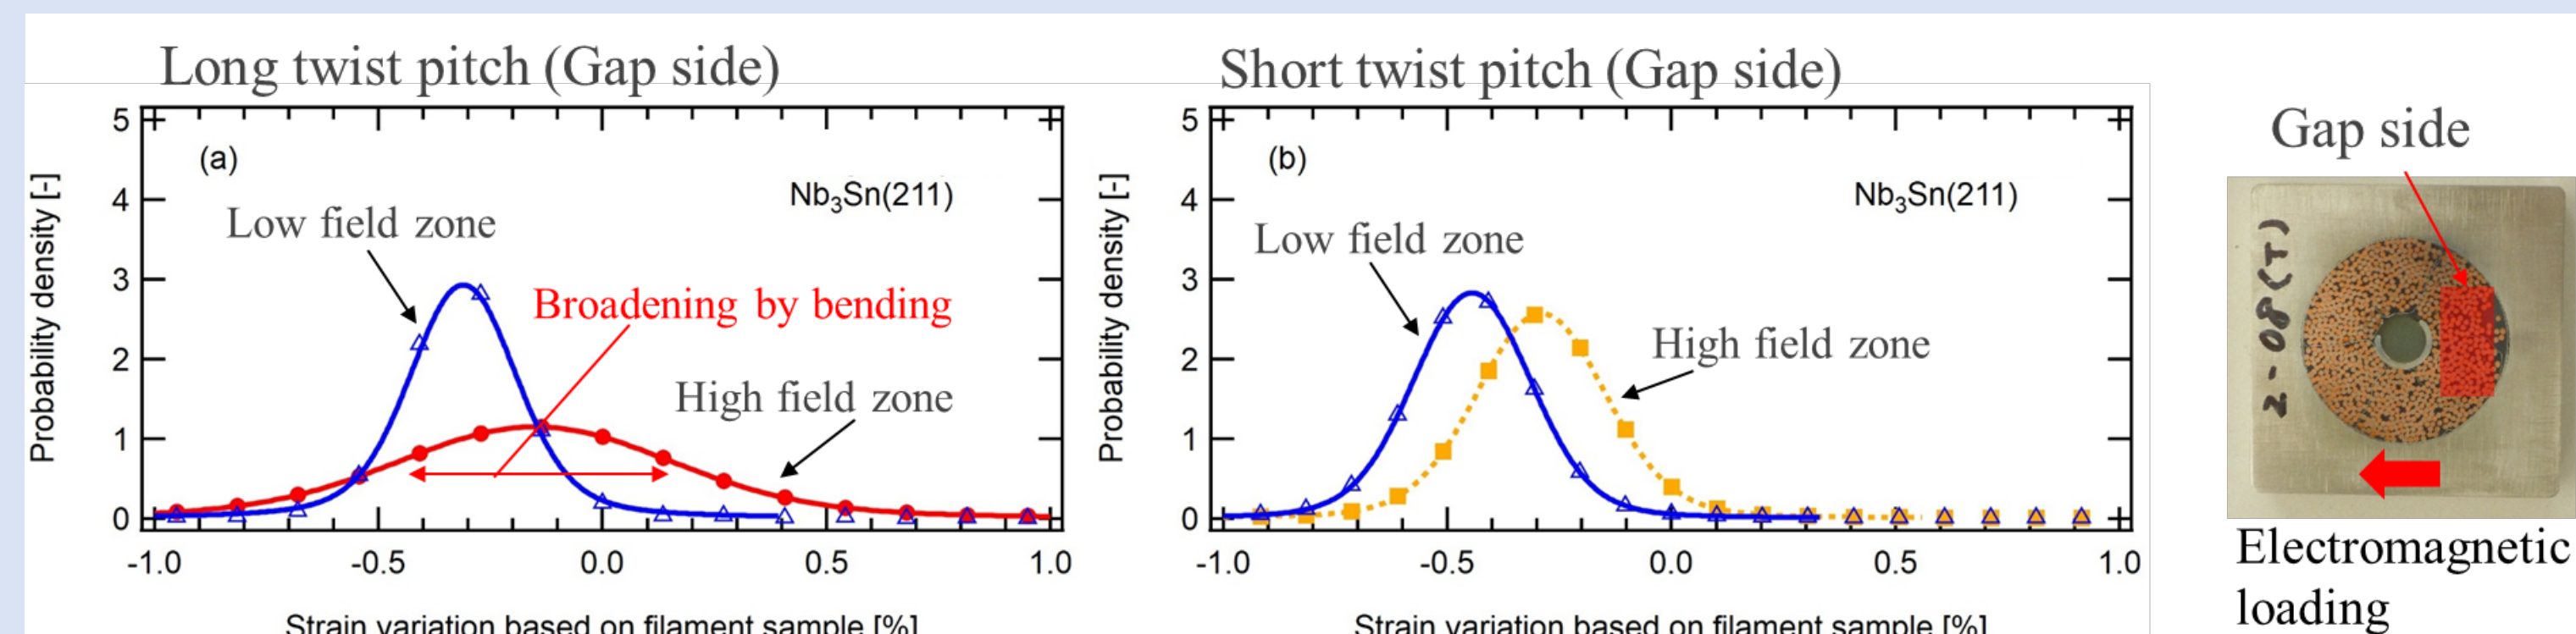 Long twist pitch (Gap side)
5
4
3
2
1
0
Probability density [-]
(a)
Nb₃Sn(211)
Low field zone
Broadening by bending
High field zone
-1.0 -0.5 0.0 0.5 1.0
Strain variation based on filament sample [%]
Short twist pitch (Gap side)
5
4
3
2
1
0
Probability density [-]
(b)
Nb₃Sn(211)
Low field zone
High field zone
-1.0 -0.5 0.0 0.5 1.0
Strain variation based on filament sample [%]
Gap side
2-08(T)
Electromagnetic
loading